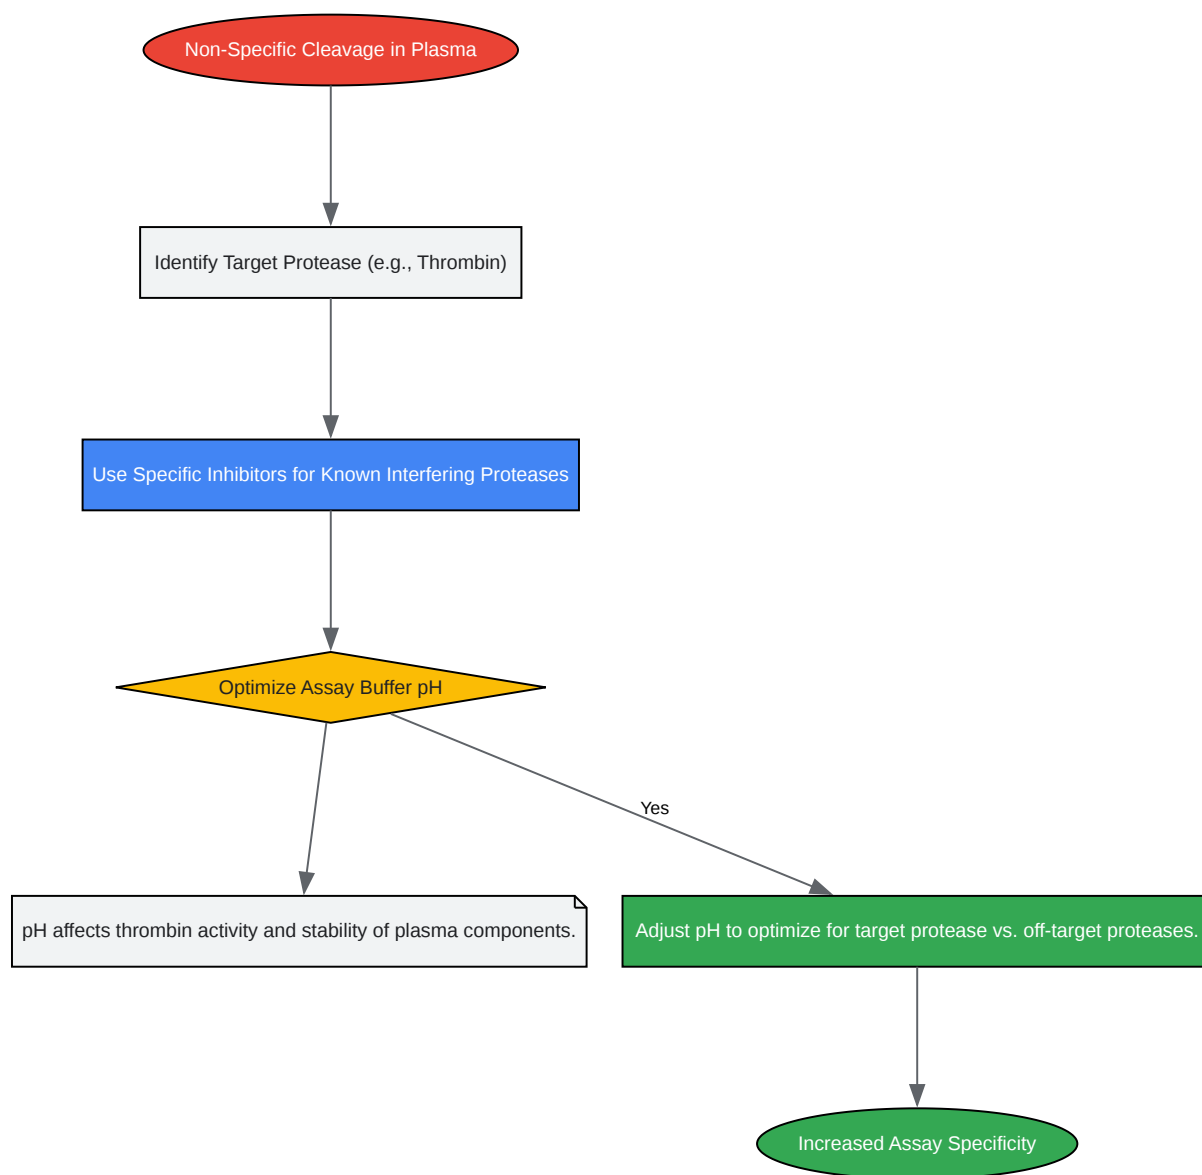 Non-Specific Cleavage in Plasma
Identify Target Protease (e.g., Thrombin)
Use Specific Inhibitors for Known Interfering Proteases
Optimize Assay Buffer pH
Yes
pH affects thrombin activity and stability of plasma components.
Adjust pH to optimize for target protease vs. off-target proteases.
Increased Assay Specificity